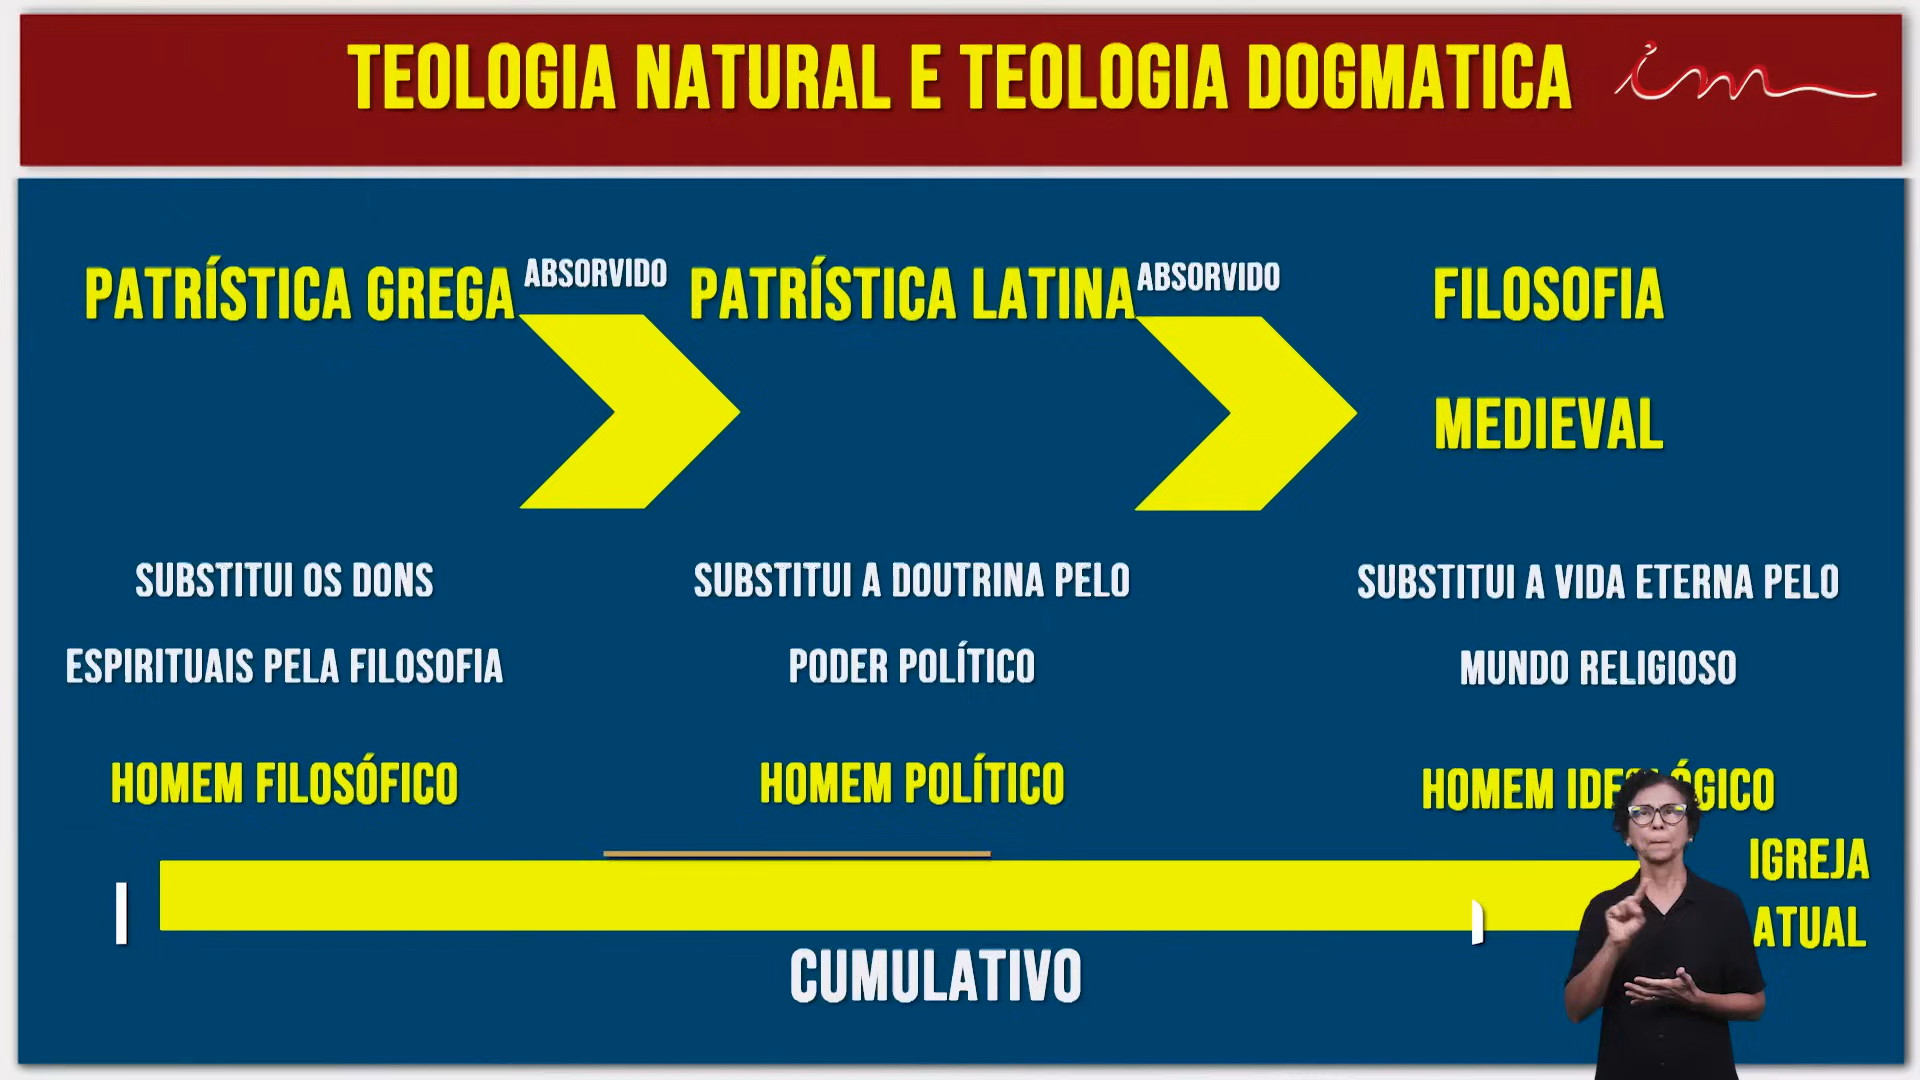 TEOLOGIA NATURAL E TEOLOGIA DOGMATICA
im
PATRÍSTICA GREGA
ABSORVIDO
PATRÍSTICA LATINA
ABSORVIDO
FILOSOFIA
MEDIEVAL
SUBSTITUI OS DONS
ESPIRITUAIS PELA FILOSOFIA
SUBSTITUI A DOUTRINA PELO
PODER POLÍTICO
SUBSTITUI A VIDA ETERNA PELO
MUNDO RELIGIOSO
HOMEM FILOSÓFICO
HOMEM POLÍTICO
HOMEM
IGREJA
ATUAL
CUMULATIVO